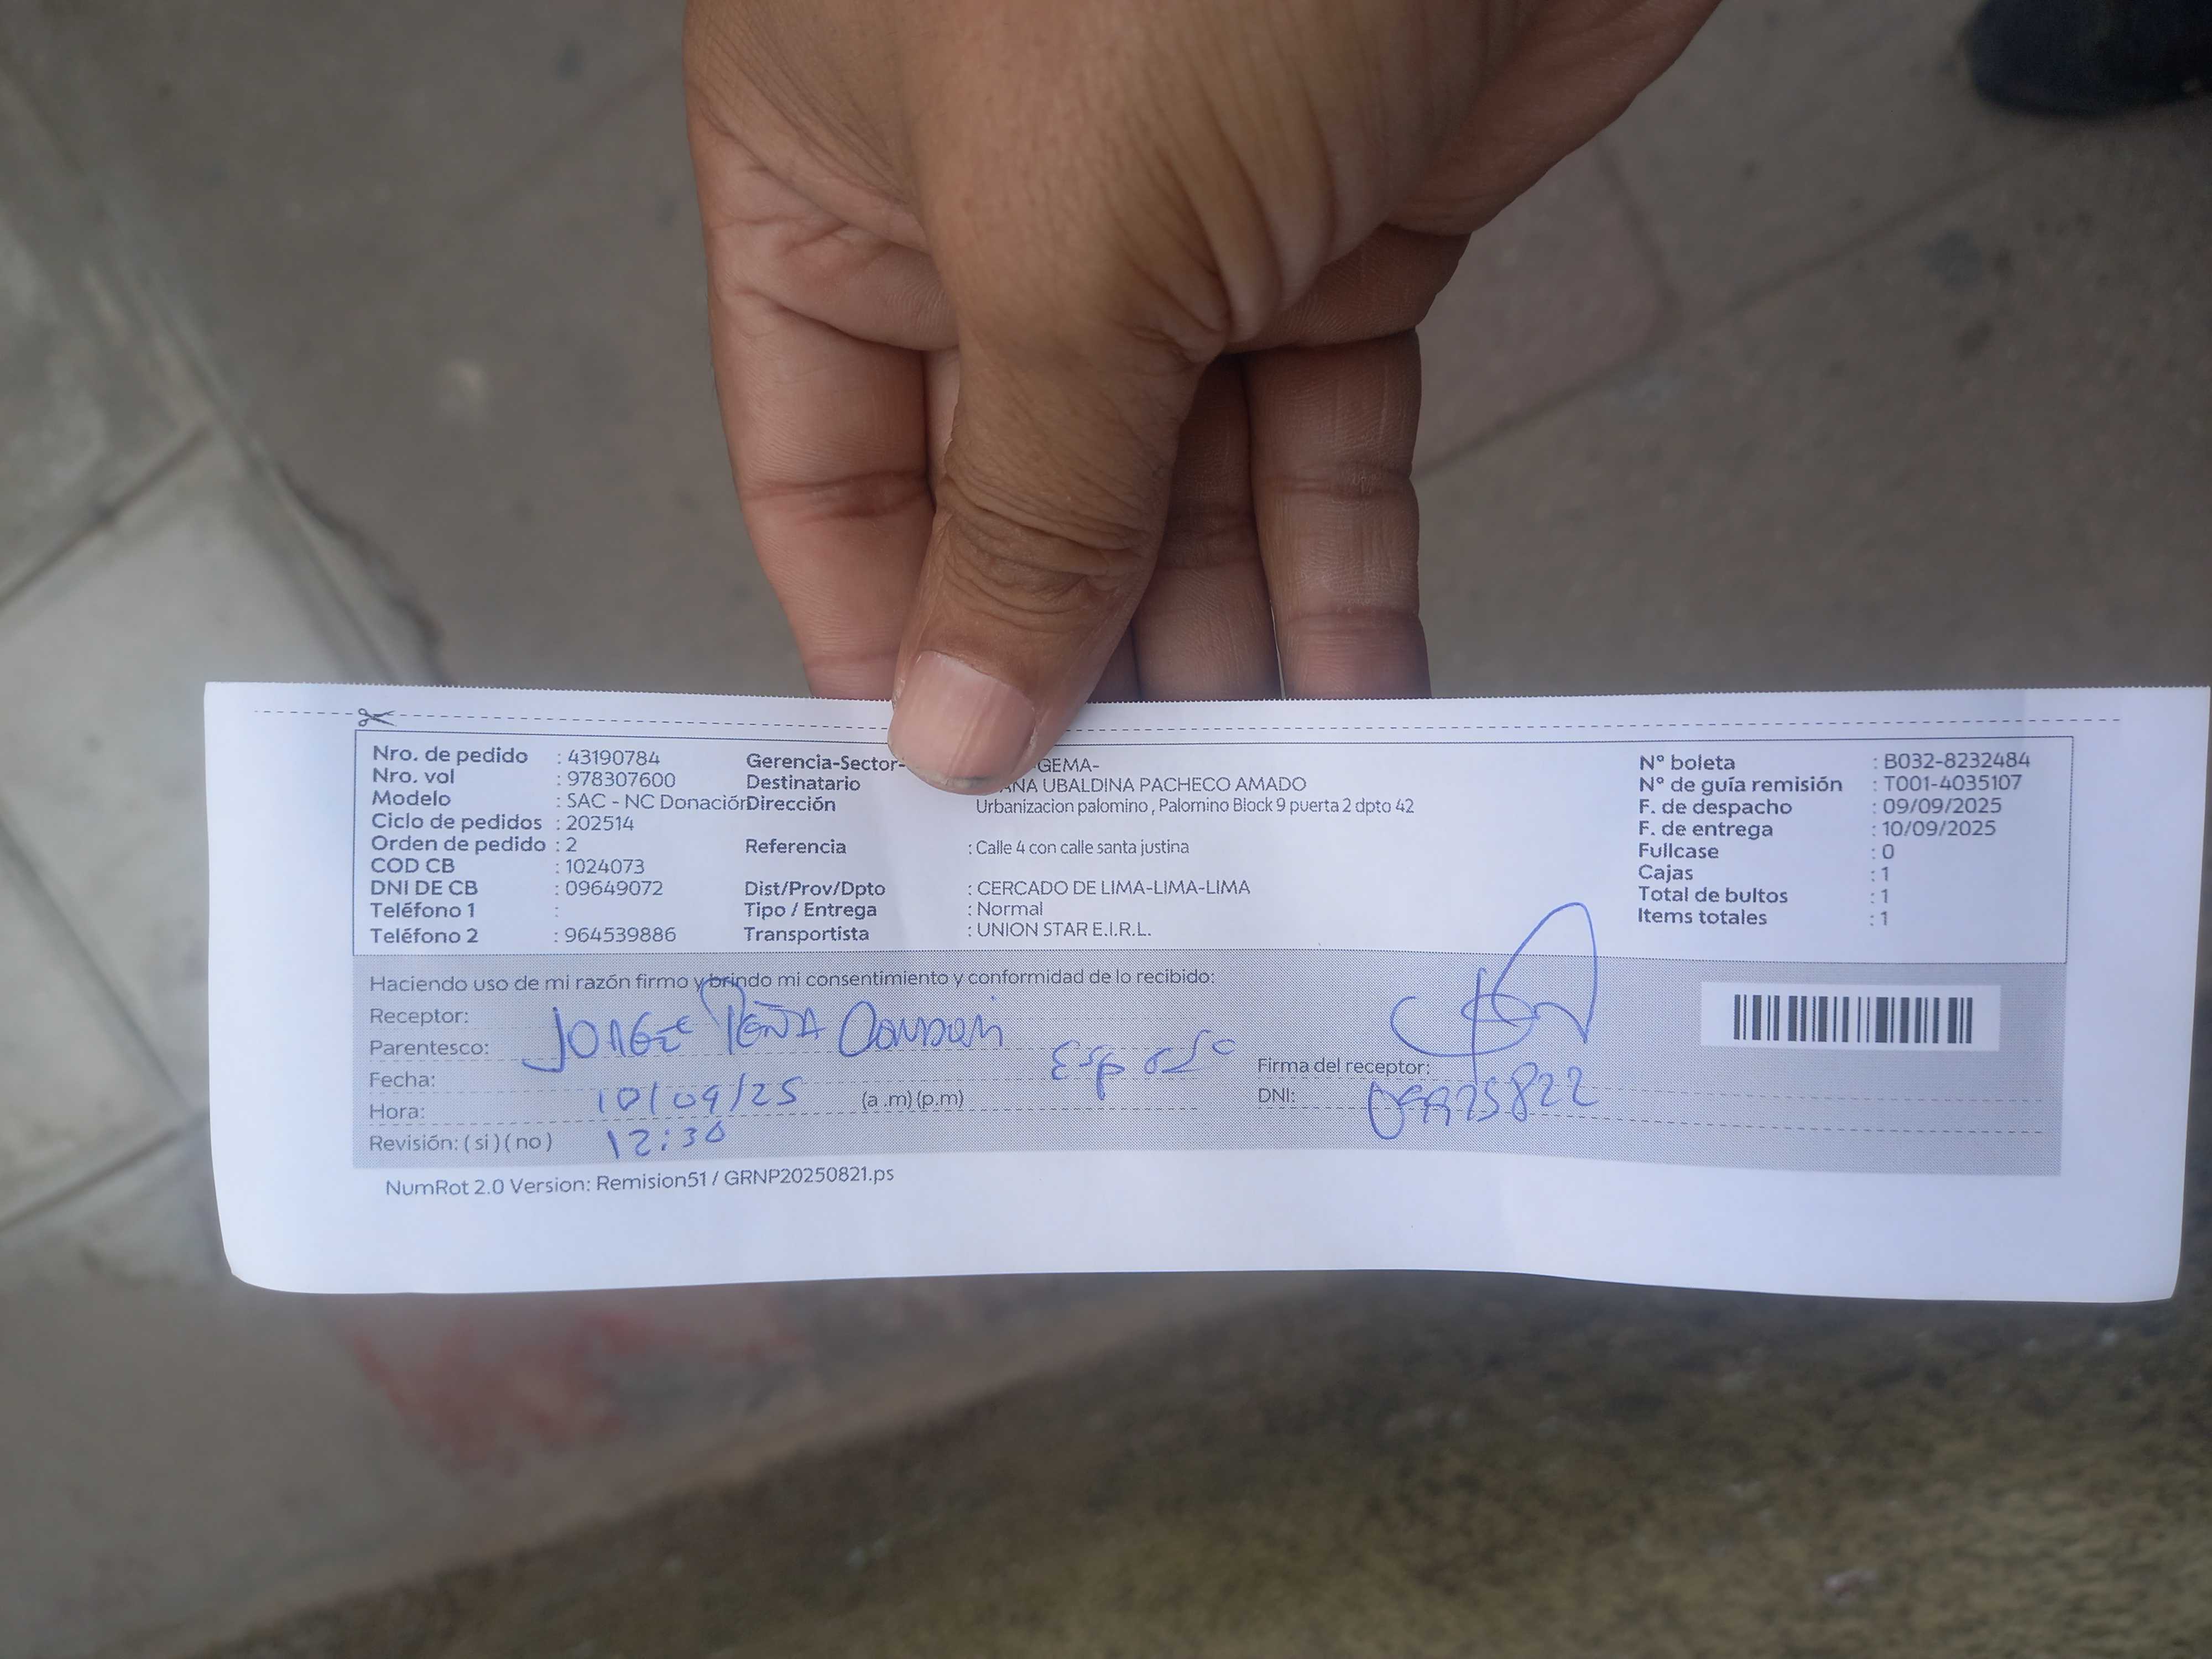 Nro. de pedido : 43190784 Gerencia-Sector- GEMA- N° boleta : B032-8232484
Nro. vol : 978307600 Destinatario UBALDINA PACHECO AMADO N° de guía remisión : T001-4035107
Modelo : SAC - NC Donación Dirección Urbanizacion palomino , Palomino Block 9 puerta 2 dpto 42 F. de despacho : 09/09/2025
Ciclo de pedidos : 202514 F. de entrega : 10/09/2025
Orden de pedido : 2 Referencia : Calle 4 con calle santa justina Fullcase : 0
COD CB : 1024073 Cajas : 1
DNI DE CB : 09649072 Dist/Prov/Dpto : CERCADO DE LIMA-LIMA-LIMA Total de bultos : 1
Teléfono 1 : Tipo / Entrega : Normal Items totales : 1
Teléfono 2 : 964539886 Transportista : UNION STAR E.I.R.L.
Haciendo uso de mi razón firmo y brindo mi consentimiento y conformidad de lo recibido:
Receptor: JORGE PEÑA
Parentesco: Esposo Firma del receptor:
Fecha: 10/09/25 (a .m) (p.m) DNI:
Hora: 12:30
Revisión: ( si ) ( no )
NumRot 2.0 Version: Remision51 / GRNP20250821.ps